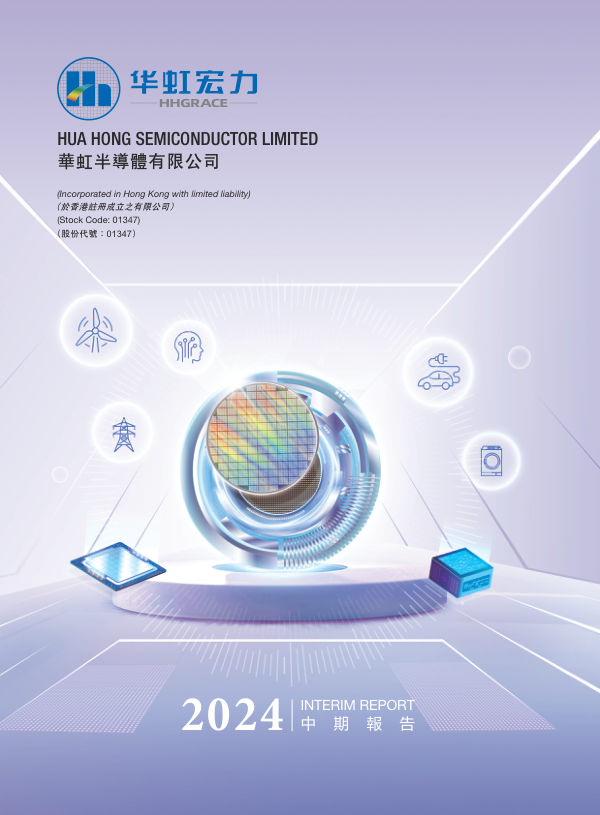 华虹宏力
HHGRACE
HUA HONG SEMICONDUCTOR LIMITED
華虹半導體有限公司
(Incorporated in Hong Kong with limited liability)
（於香港註冊成立之有限公司）
(Stock Code: 01347)
（股份代號：01347）
2024
INTERIM REPORT
中期報告